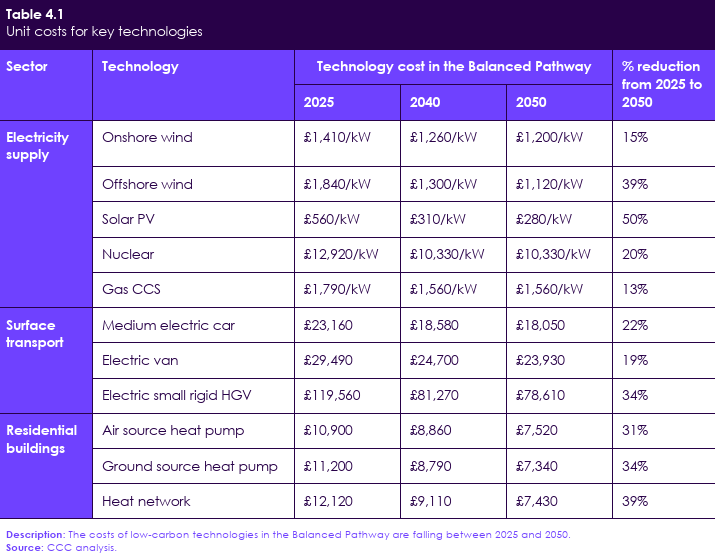 Table 4.1
Unit costs for key technologies
Sector Technology Technology cost in the Balanced Pathway % reduction from 2025 to 2050
2025 2040 2050
Electricity supply
Onshore wind £1,410/kW £1,260/kW £1,200/kW 15%
Offshore wind £1,840/kW £1,300/kW £1,120/kW 39%
Solar PV £560/kW £310/kW £280/kW 50%
Nuclear £12,920/kW £10,330/kW £10,330/kW 20%
Gas CCS £1,790/kW £1,560/kW £1,560/kW 13%
Surface transport
Medium electric car £23,160 £18,580 £18,050 22%
Electric van £29,490 £24,700 £23,930 19%
Electric small rigid HGV £119,560 £81,270 £78,610 34%
Residential buildings
Air source heat pump £10,900 £8,860 £7,520 31%
Ground source heat pump £11,200 £8,790 £7,340 34%
Heat network £12,120 £9,110 £7,430 39%
Description: The costs of low-carbon technologies in the Balanced Pathway are falling between 2025 and 2050.
Source: CCC analysis.